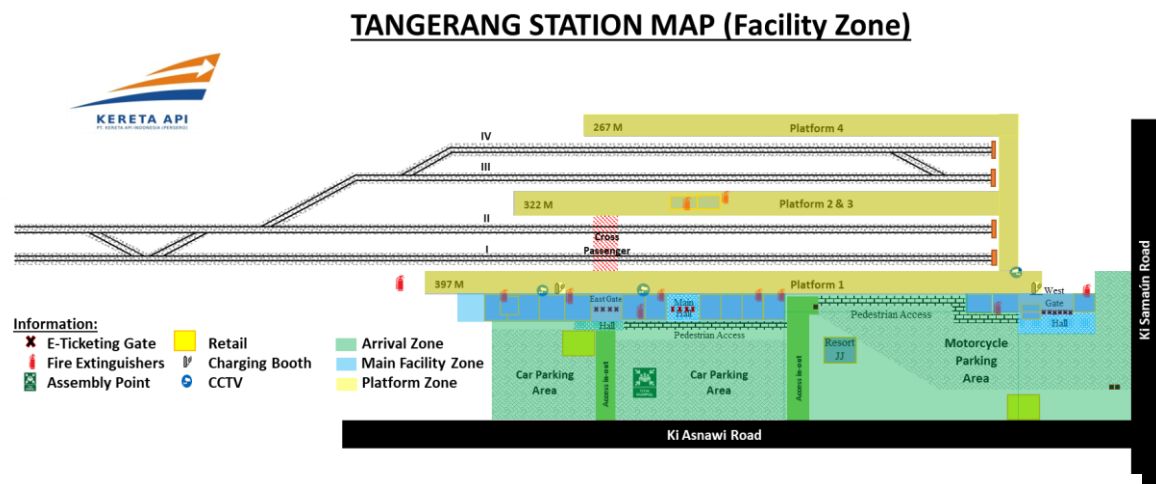 TANGERANG STATION MAP (Facility Zone)
KERETA API
PT. KERETA API INDONESIA (PERSERO)
267 M
Platform 4
IV
III
322 M
Platform 2 & 3
II
Cross
Passenger
I
397 M
Platform 1
East Gate
Hall
Main
Hall
West
Gate
Hall
Pedestrian Access
Pedestrian Access
Car Parking
Area
Access in-out
Car Parking
Area
Access in-out
Resort
JJ
Motorcycle
Parking
Area
Ki Samaún Road
Ki Asnawi Road
Information:
E-Ticketing Gate
Fire Extinguishers
Assembly Point
Retail
Charging Booth
CCTV
Arrival Zone
Main Facility Zone
Platform Zone